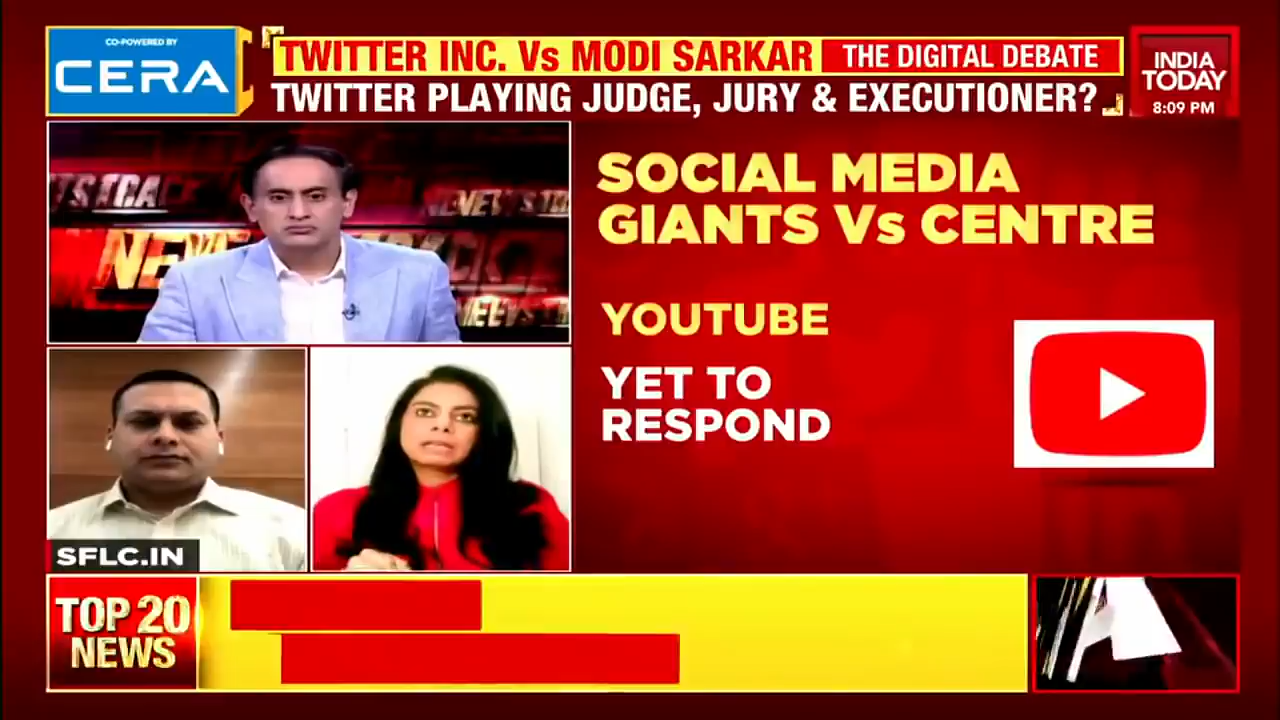 CO-POWERED BY
CERA
TWITTER INC. Vs MODI SARKAR
THE DIGITAL DEBATE
TWITTER PLAYING JUDGE, JURY & EXECUTIONER?
INDIA
TODAY
8:09 PM
SOCIAL MEDIA
GIANTS Vs CENTRE
YOUTUBE
YET TO
RESPOND
SFLC.IN
TOP 20
NEWS